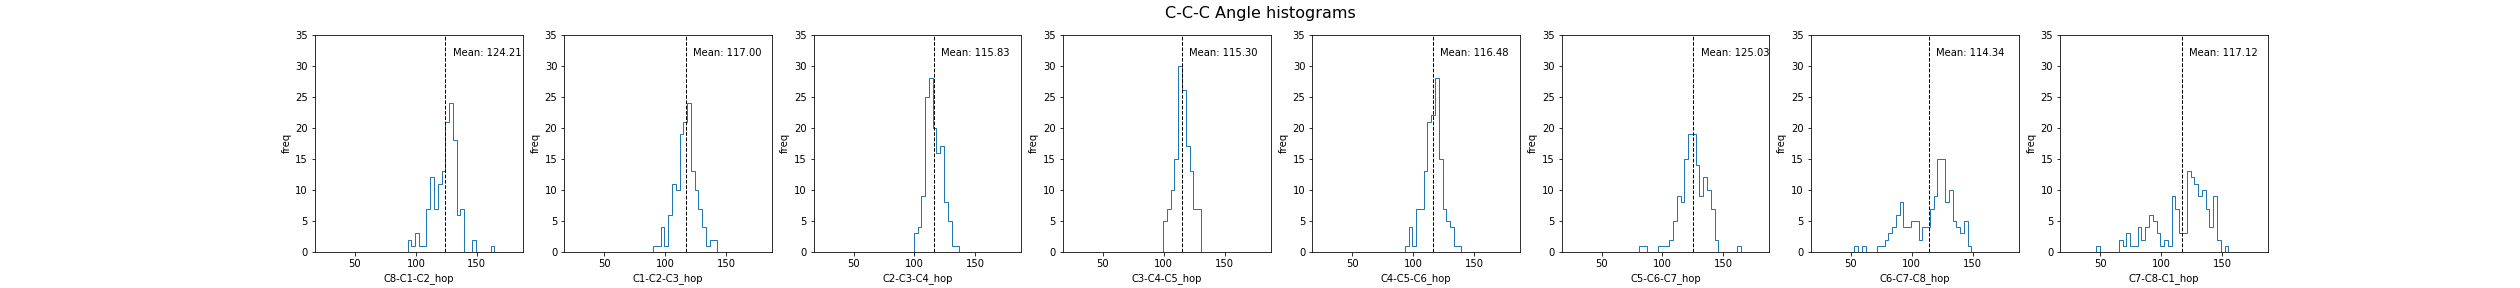 C-C-C Angle histograms
35
30
25
20
15
10
5
0
freq
Mean: 124.21
50 100 150
C8-C1-C2_hop
35
30
25
20
15
10
5
0
freq
Mean: 117.00
50 100 150
C1-C2-C3_hop
35
30
25
20
15
10
5
0
freq
Mean: 115.83
50 100 150
C2-C3-C4_hop
35
30
25
20
15
10
5
0
freq
Mean: 115.30
50 100 150
C3-C4-C5_hop
35
30
25
20
15
10
5
0
freq
Mean: 116.48
50 100 150
C4-C5-C6_hop
35
30
25
20
15
10
5
0
freq
Mean: 125.03
50 100 150
C5-C6-C7_hop
35
30
25
20
15
10
5
0
freq
Mean: 114.34
50 100 150
C6-C7-C8_hop
35
30
25
20
15
10
5
0
freq
Mean: 117.12
50 100 150
C7-C8-C1_hop